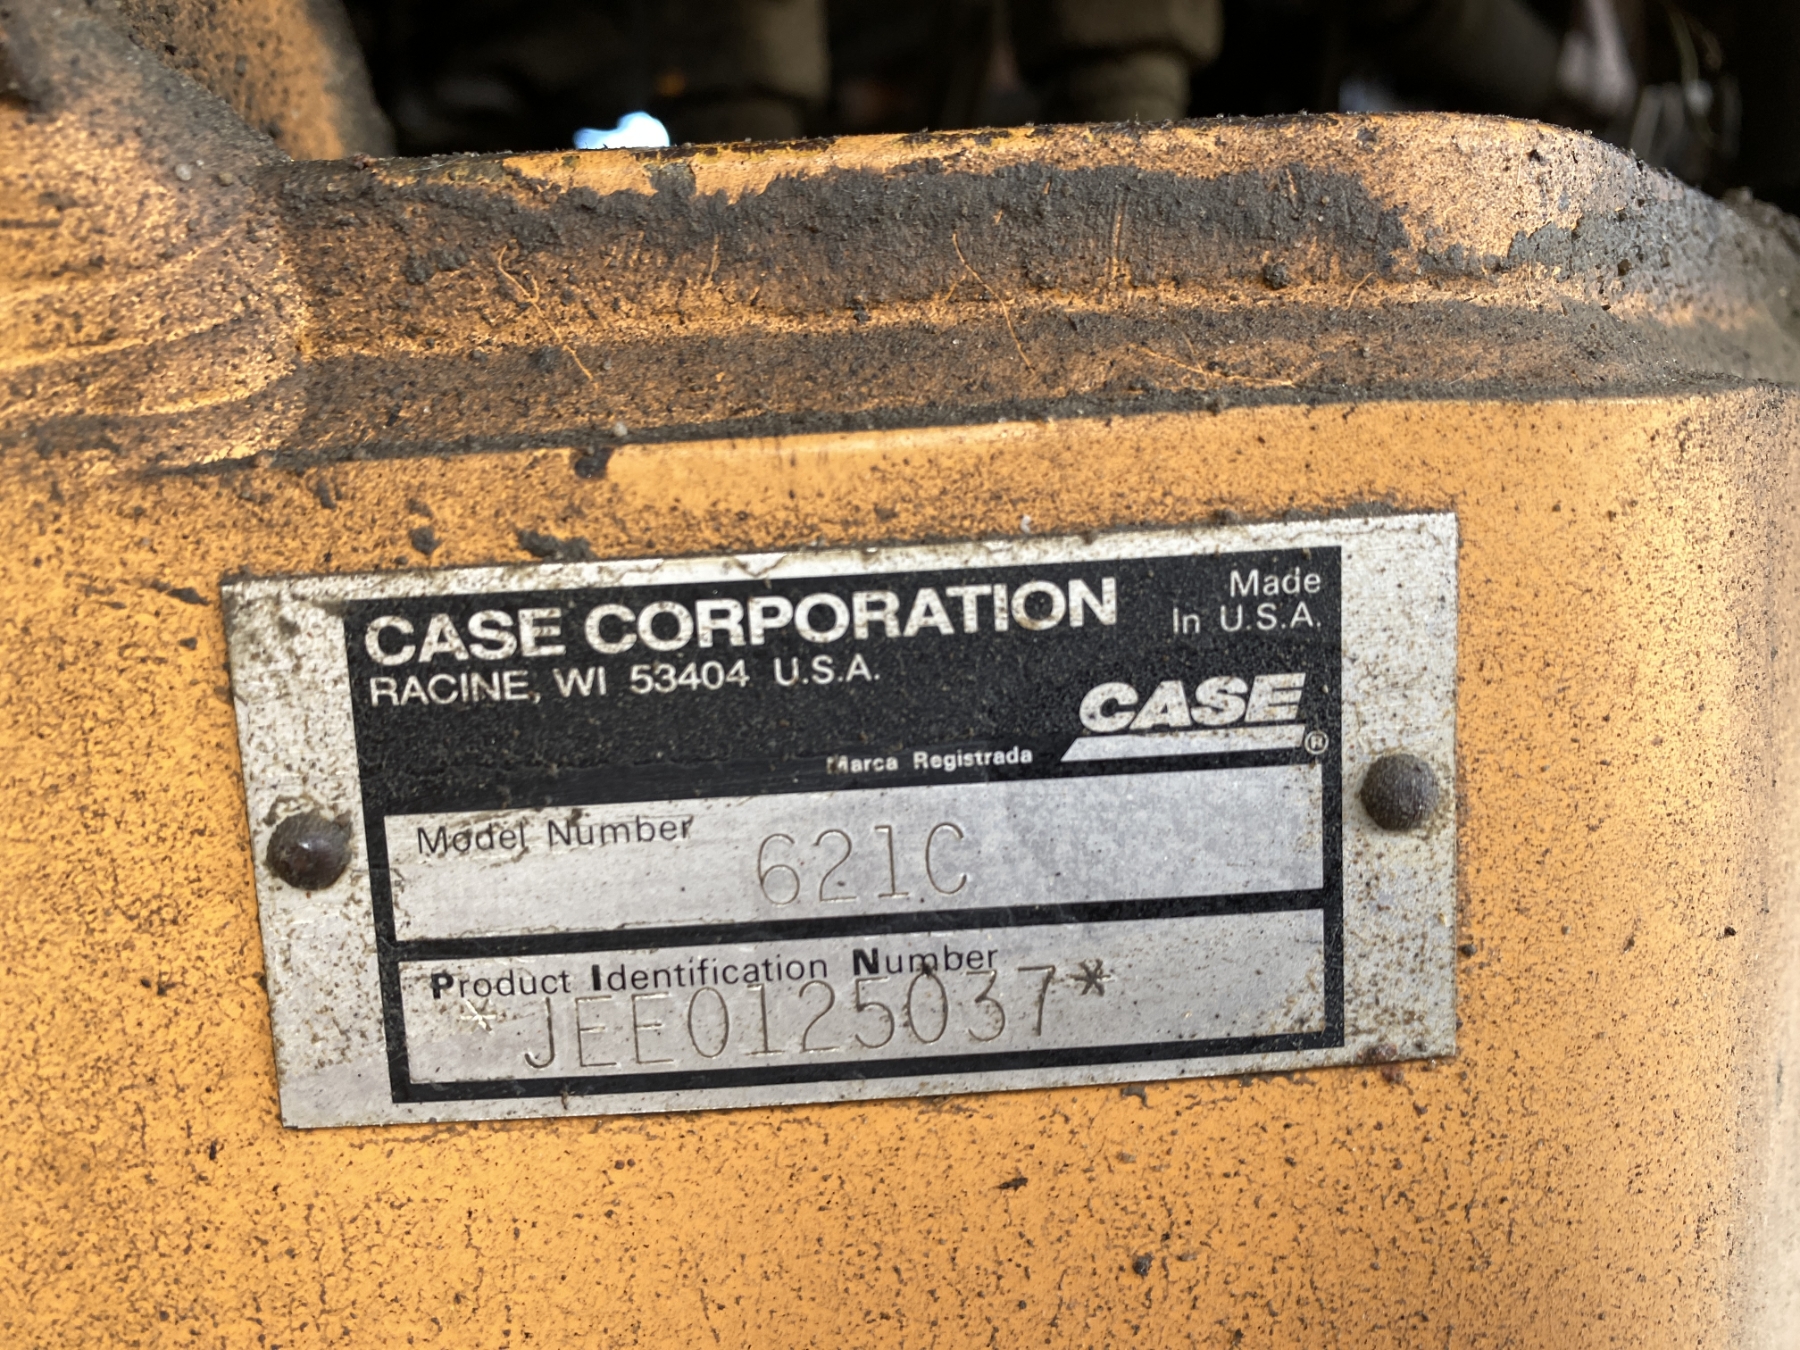 CASE CORPORATION
Made
In U.S.A.
RACINE, WI 53404 U.S.A.
CASE ®
Marca Registrada
Model Number
621C
Product Identification Number
*JEE0125037*